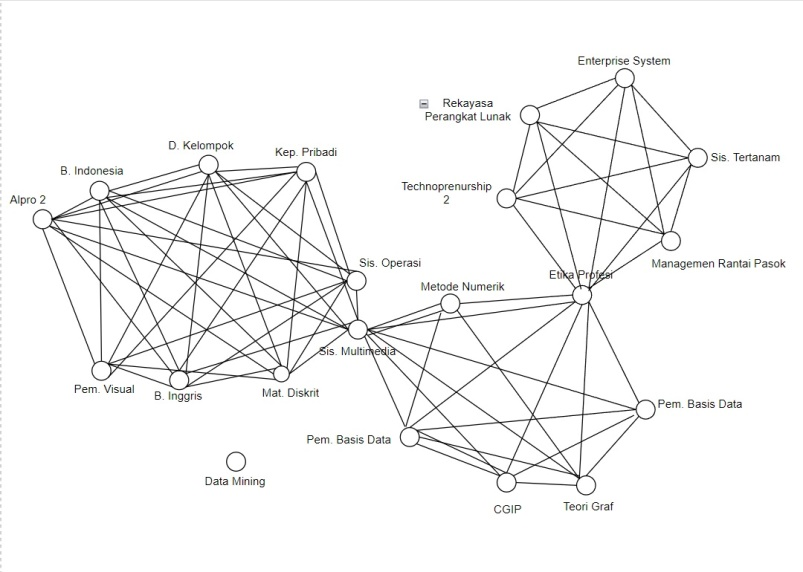 Enterprise System
Rekayasa
Perangkat Lunak
D. Kelompok
Kep. Pribadi
Sis. Tertanam
B. Indonesia
Alpro 2
Technoprenurship
2
Managemen Rantai Pasok
Sis. Operasi
Etika Profesi
Metode Numerik
Sis. Multimedia
Pem. Visual
B. Inggris
Mat. Diskrit
Pem. Basis Data
Pem. Basis Data
Data Mining
CGIP
Teori Graf